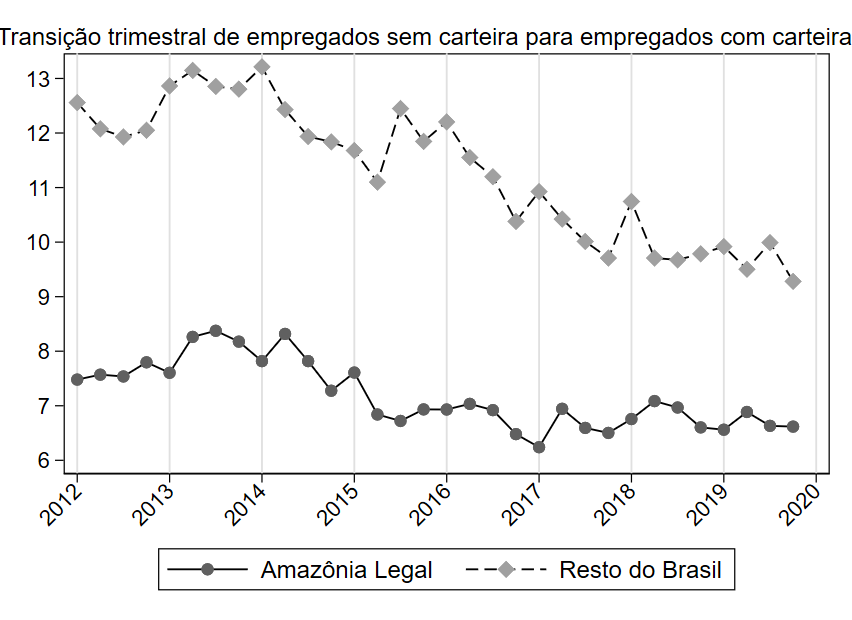 Transição trimestral de empregados sem carteira para empregados com carteira
13
12
11
10
9
8
7
6
2012 2013 2014 2015 2016 2017 2018 2019 2020
Amazônia Legal Resto do Brasil